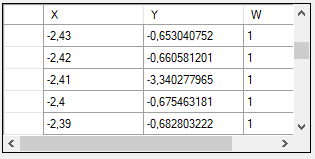 X Y W
-2,43 -0,653040752 1
-2,42 -0,660581201 1
-2,41 -3,340277965 1
-2,4 -0,675463181 1
-2,39 -0,682803222 1